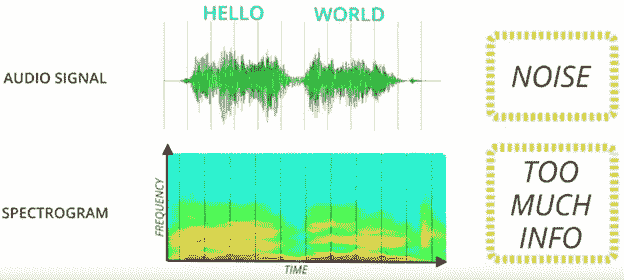 HELLO WORLD
AUDIO SIGNAL
NOISE
SPECTROGRAM
FREQUENCY
TIME
TOO
MUCH
INFO